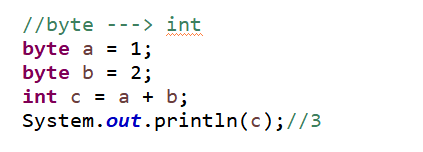 //byte ---> int
byte a = 1;
byte b = 2;
int c = a + b;
System.out.println(c);//3